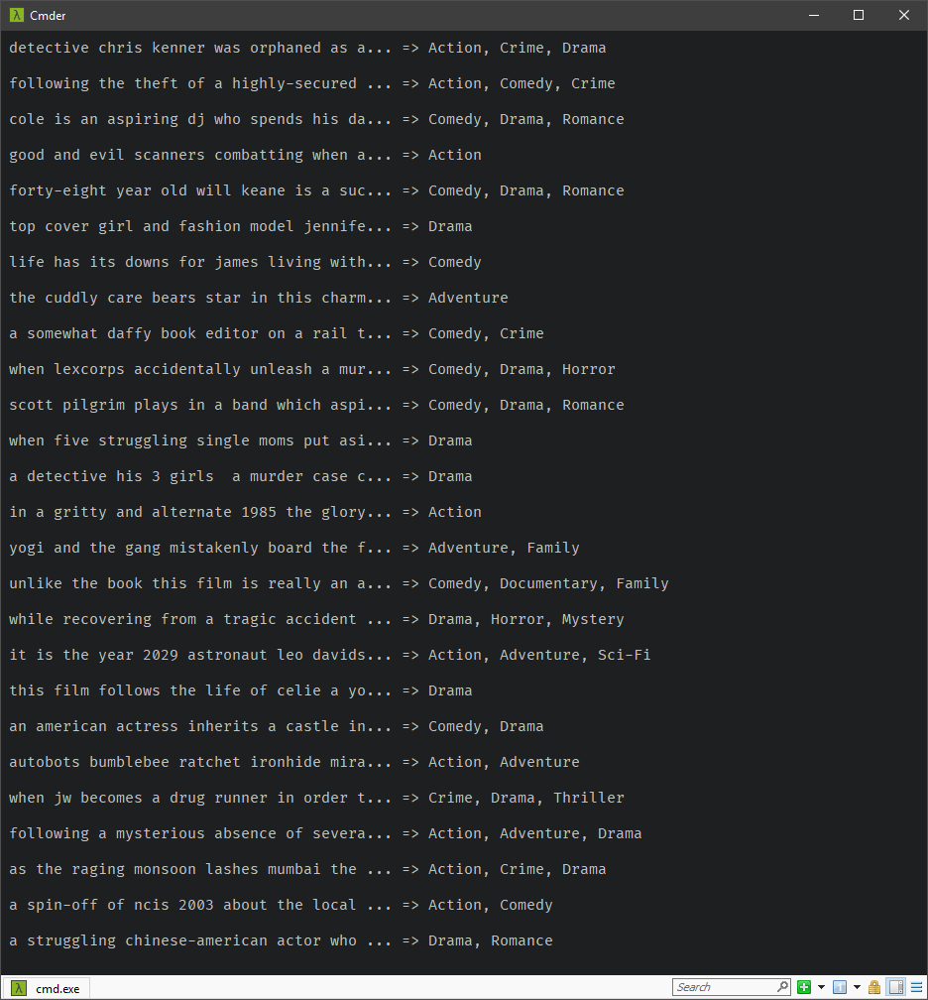 Cmder
detective chris kenner was orphaned as a... => Action, Crime, Drama
following the theft of a highly-secured ... => Action, Comedy, Crime
cole is an aspiring dj who spends his da... => Comedy, Drama, Romance
good and evil scanners combatting when a... => Action
forty-eight year old will keane is a suc... => Comedy, Drama, Romance
top cover girl and fashion model jennife... => Drama
life has its downs for james living with... => Comedy
the cuddly care bears star in this charm... => Adventure
a somewhat daffy book editor on a rail t... => Comedy, Crime
when lexcorps accidentally unleash a mur... => Comedy, Drama, Horror
scott pilgrim plays in a band which aspi... => Comedy, Drama, Romance
when five struggling single moms put asi... => Drama
a detective his 3 girls  a murder case c... => Drama
in a gritty and alternate 1985 the glory... => Action
yogi and the gang mistakenly board the f... => Adventure, Family
unlike the book this film is really an a... => Comedy, Documentary, Family
while recovering from a tragic accident ... => Drama, Horror, Mystery
it is the year 2029 astronaut leo davids... => Action, Adventure, Sci-Fi
this film follows the life of celie a yo... => Drama
an american actress inherits a castle in... => Comedy, Drama
autobots bumblebee ratchet ironhide mira... => Action, Adventure
when jw becomes a drug runner in order t... => Crime, Drama, Thriller
following a mysterious absence of severa... => Action, Adventure, Drama
as the raging monsoon lashes mumbai the ... => Action, Crime, Drama
a spin-off of ncis 2003 about the local ... => Action, Comedy
a struggling chinese-american actor who ... => Drama, Romance
λ cmd.exe Search